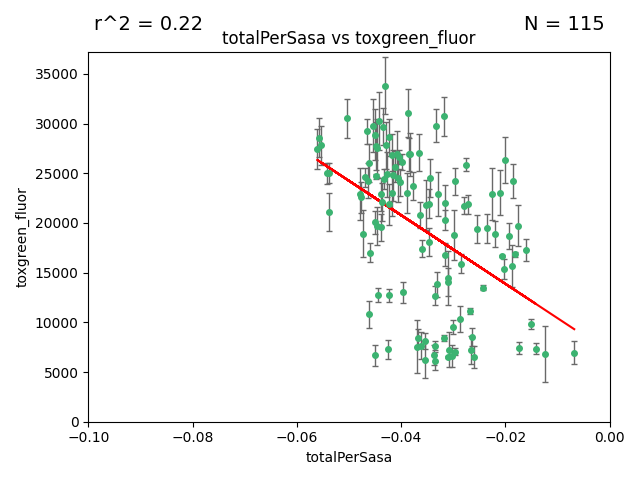 r^2 = 0.22
N = 115
totalPerSasa vs toxgreen_fluor
35000
30000
25000
20000
15000
10000
5000
0
toxgreen_fluor
−0.10
−0.08
−0.06
−0.04
−0.02
0.00
totalPerSasa